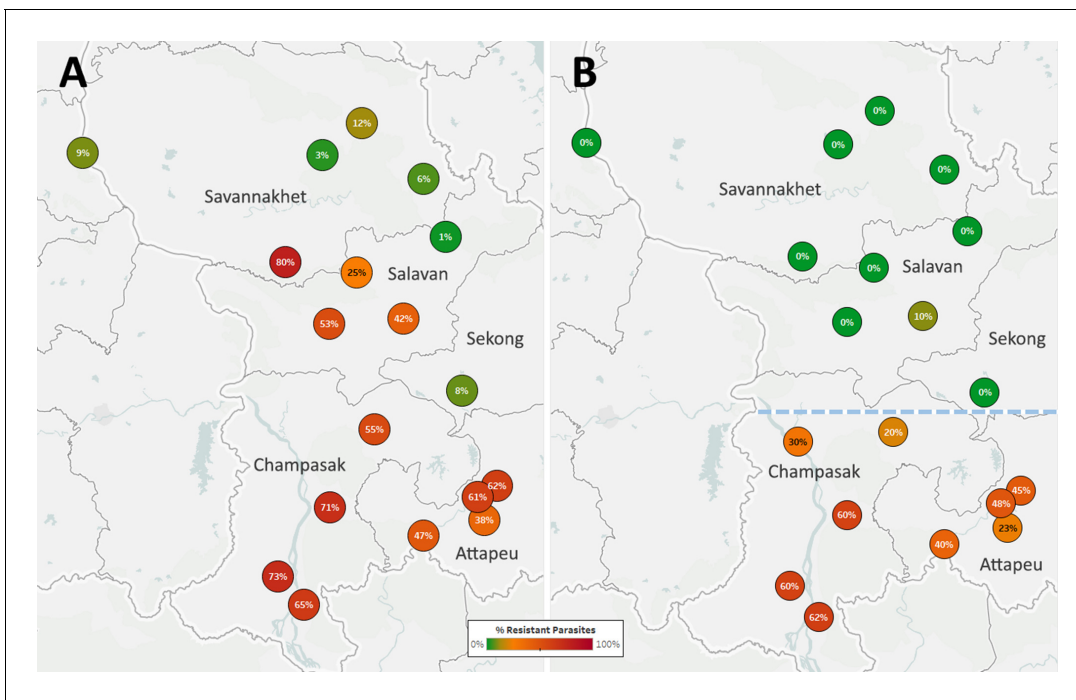 A
12%
9%
3%
6%
Savannakhet
1%
80%
25%
Salavan
53%
42%
Sekong
8%
55%
Champasak
62%
61%
71%
38%
47%
Attapeu
73%
65%
B
0%
0%
0%
0%
Savannakhet
0%
0%
0%
Salavan
0%
10%
Sekong
0%
20%
30%
Champasak
45%
48%
60%
23%
40%
Attapeu
60%
62%
% Resistant Parasites
0% 100%